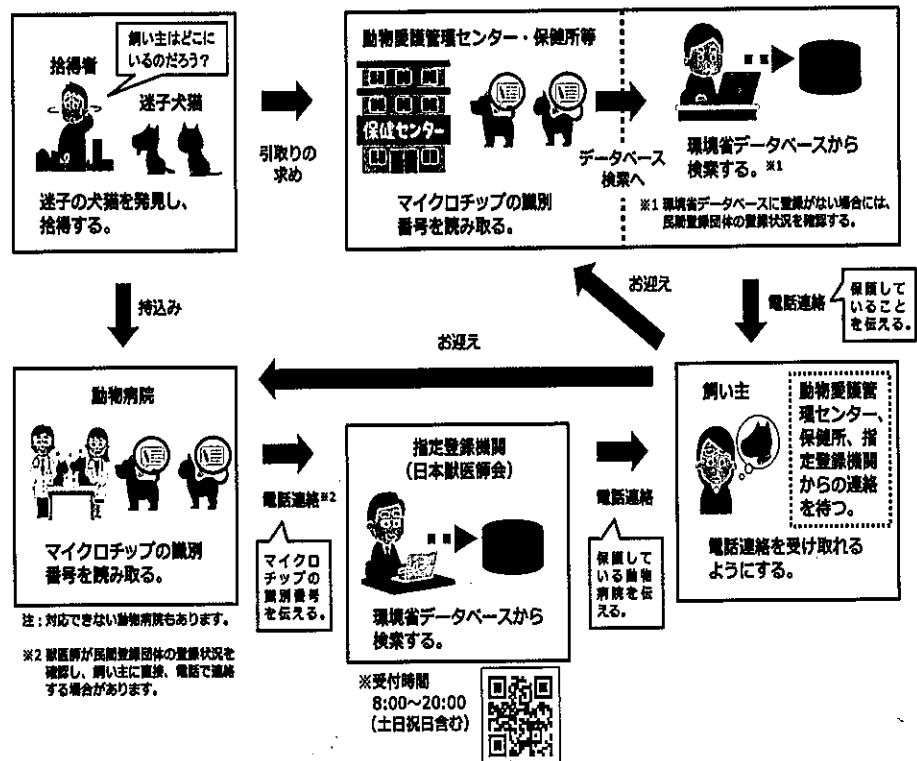 飼い主はどこに
いるのだろう？
拾得者
迷子犬猫
迷子の犬猫を発見し、
拾得する。
引取りの
求め
動物愛護管理センター・保健所等
保健センター
マイクロチップの識別
番号を読み取る。
データベース
検索へ
環境省データベースから
検索する。※1
※1 環境省データベースに登録がない場合には、
民間登録団体の登録状況を確認する。
持込み
お迎え
電話連絡
保護して
いること
を伝える。
お迎え
動物病院
マイクロチップの識別
番号を読み取る。
注：対応できない動物病院もあります。
※2 獣医師が民間登録団体の登録状況を
確認し、飼い主に直接、電話で連絡
する場合があります。
電話連絡※2
マイクロ
チップの
識別番号
を伝える。
指定登録機関
（日本獣医師会）
環境省データベースから
検索する。
※受付時間
8:00～20:00
（土日祝日含む）
電話連絡
保護して
いる動物
病院を伝
える。
飼い主
動物愛護管
理センター、
保健所、指
定登録機関
からの連絡
を待つ。
電話連絡を受け取れる
ようにする。